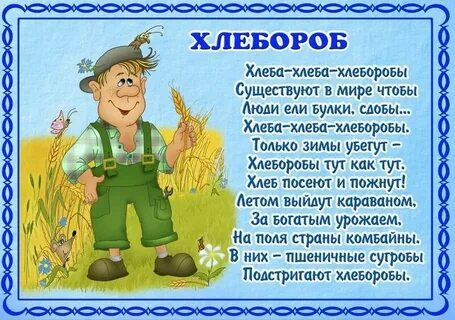 ХЛЕБОРОБ
Хлеба-хлеба-хлеборобы
Существуют в мире чтобы
Люди ели булки, сдобы...
Хлеба-хлеба-хлеборобы.
Только зимы убегут -
Хлеборобы тут как тут.
Хлеб посеют и пожнут!
Летом выйдут караваном,
За богатым урожаем,
На поля страны комбайны.
В них - пшеничные сугробы
Подстригают хлеборобы.